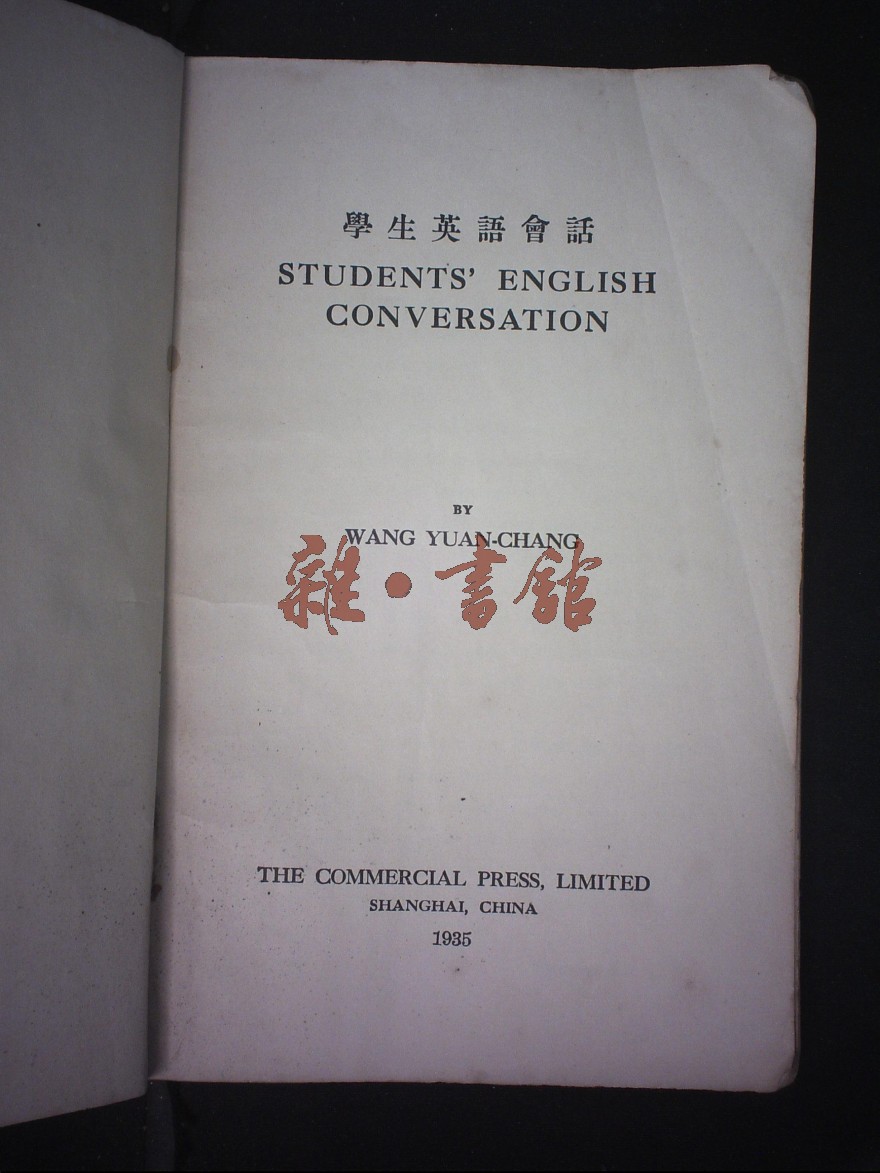 學生英語會話
STUDENTS' ENGLISH
CONVERSATION
BY
WANG YUAN-CHANG
雜·書館
THE COMMERCIAL PRESS, LIMITED
SHANGHAI, CHINA
1935